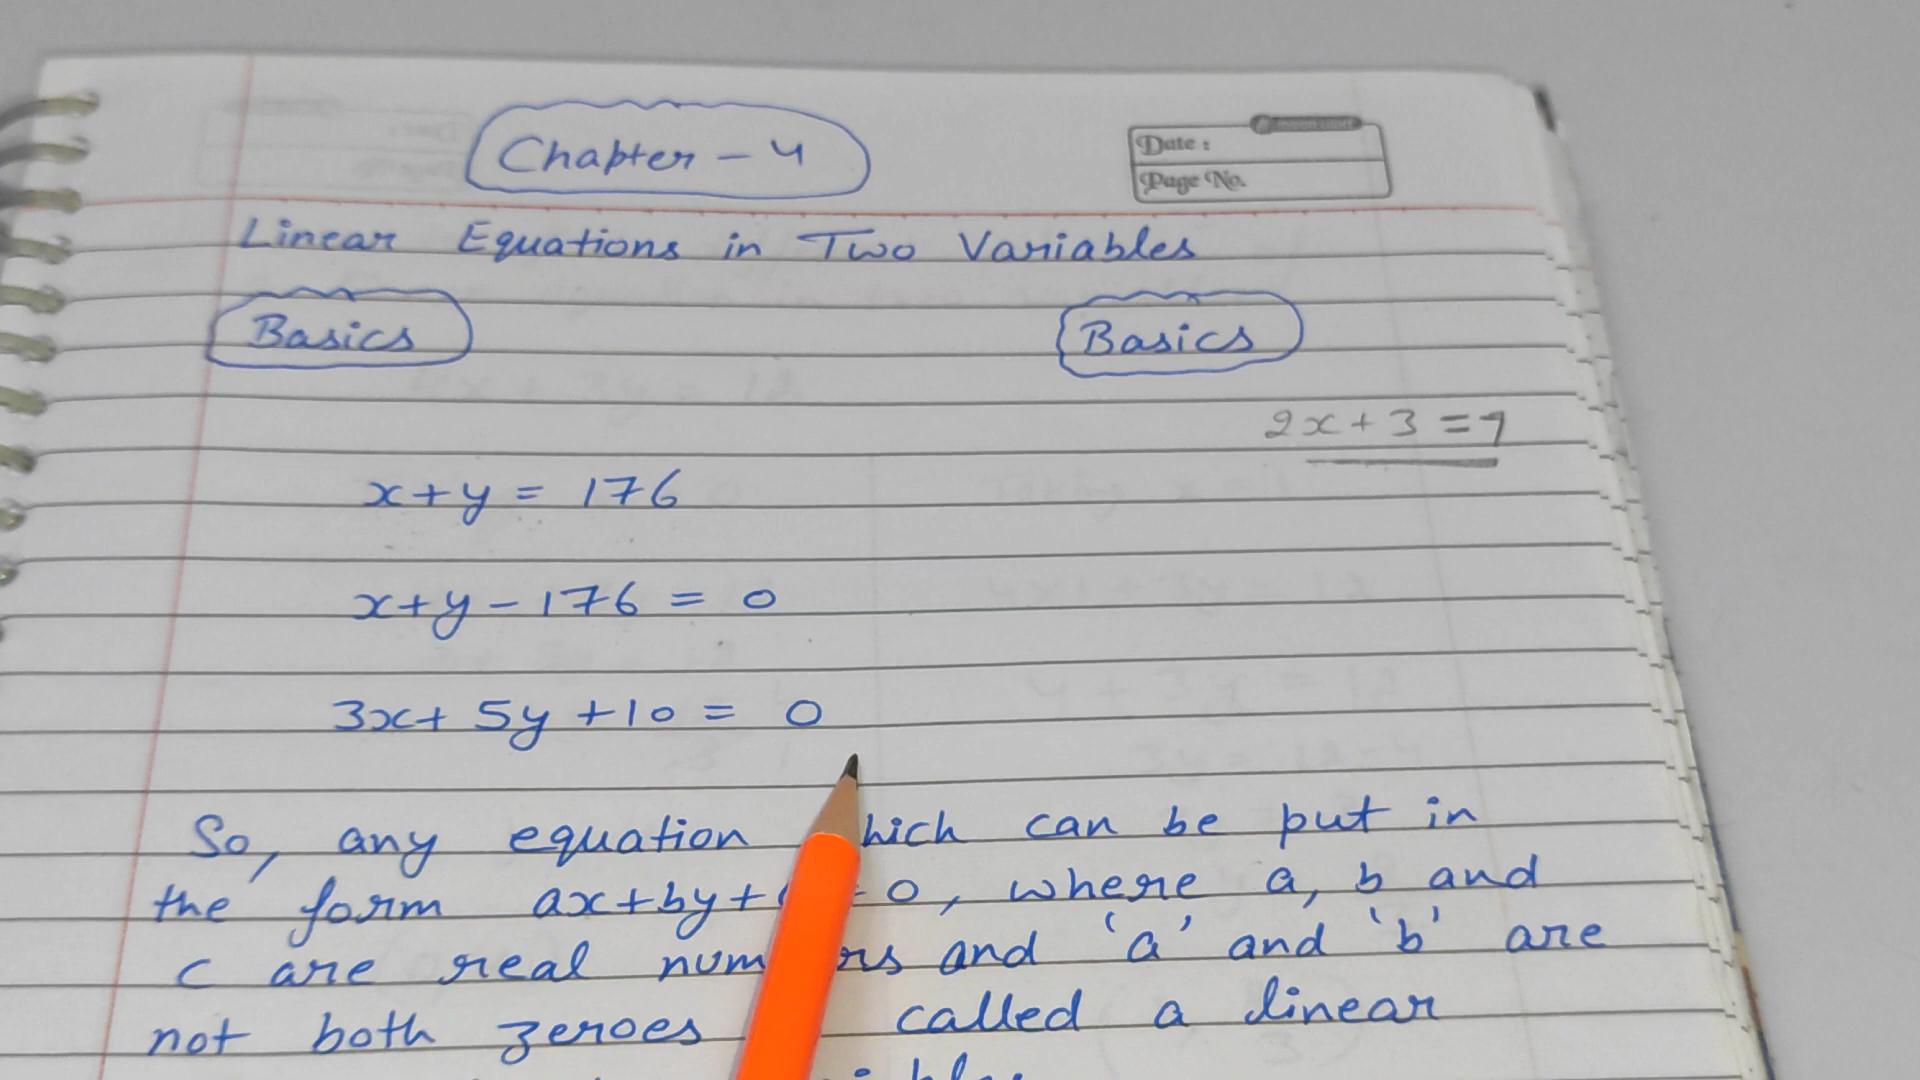 Chapter - 4
Date :
Page No.
Linear Equations in Two Variables
Basics
Basics
2x + 3 = 7
x + y = 176
x + y - 176 = 0
3x + 5y + 10 = 0
So, any equation hich can be put in
the form ax + by + = 0, where a, b and
c are real num rs and 'a' and 'b' are
not both zeroes called a linear